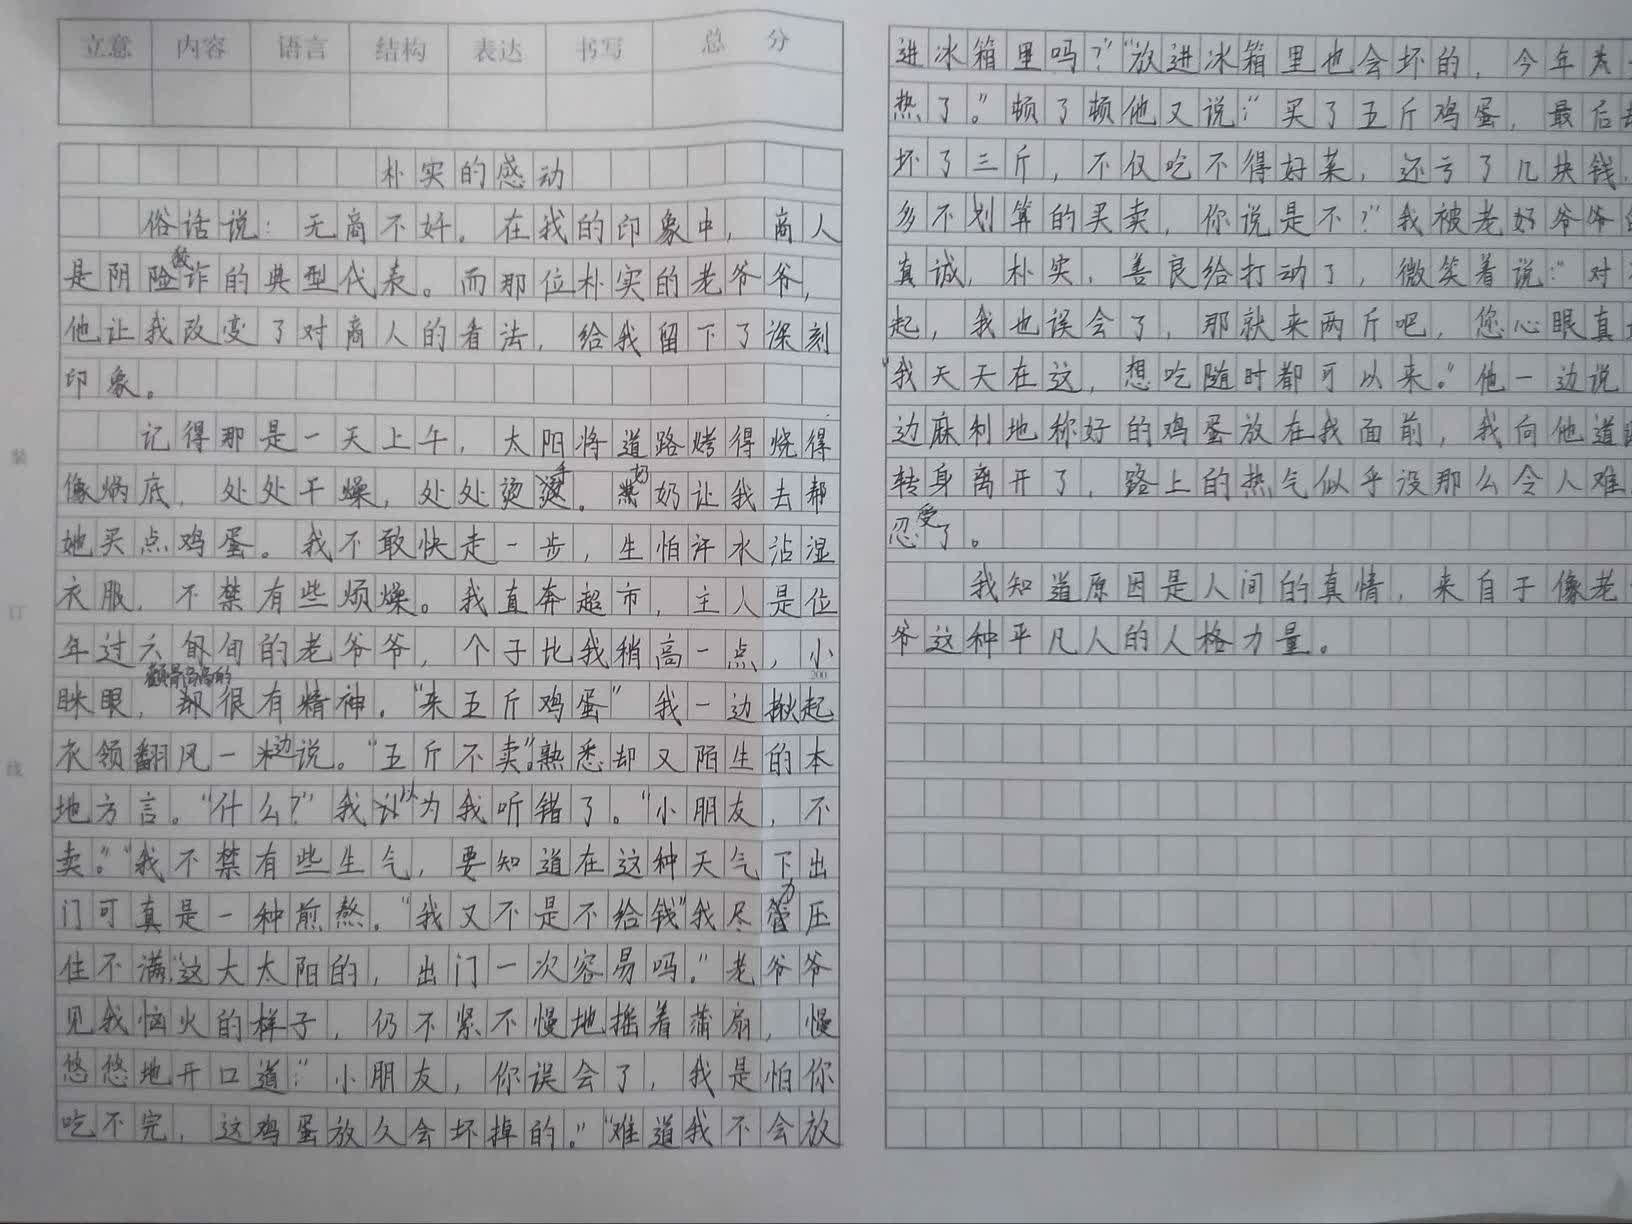 立意 内容 语言 结构 表达 书写 总 分
朴实的感动
俗话说：无商不奸。在我的印象中，商人
是阴险狡诈的典型代表。而那位朴实的老爷爷，
他让我改变了对商人的看法，给我留下了深刻
印象。
记得那是一天上午，太阳将道路烤得烧得
像焗底，处处干燥，处处烫手。奶奶让我去帮
她买点鸡蛋。我不敢快走一步，生怕汗水沾湿
衣服，不禁有些烦燥。我直奔超市，主人是位
年过六旬的老爷爷，个子比我稍高一点，小
200
眯眼，颧骨高高的却很有精神。“来五斤鸡蛋”我一边揪起
衣领翻风一边说。“五斤不卖。”熟悉却又陌生的本
地方言。“什么？”我以为我听错了。“小朋友，不
卖。”“我不禁有些生气，要知道在这种天气下出
门可真是一种煎熬。“我又不是不给钱”我尽力压
住不满“这大太阳的，出门一次容易吗。”老爷爷
见我恼火的样子，仍不紧不慢地摇着蒲扇，慢
悠悠地开口道：“小朋友，你误会了，我是怕你
吃不完，这鸡蛋放久会坏掉的。”“难道我不会放
装
订
线
进冰箱里吗？”“放进冰箱里也会坏的，今年太
热了。”顿了顿他又说：“买了五斤鸡蛋，最后
坏了三斤，不仅吃不得好菜，还亏了几块钱，
多不划算的买卖，你说是不？”我被老好爷爷
真诚，朴实，善良给打动了，微笑着说：“对
起，我也误会了，那就来两斤吧，您心眼真
“我天天在这，想吃随时都可以来。”他一边说
边麻利地称好的鸡蛋放在我面前，我向他道
转身离开了，路上的热气似乎没那么令人难
忍受了。
我知道原因是人间的真情，来自于像老
爷这种平凡人的人格力量。